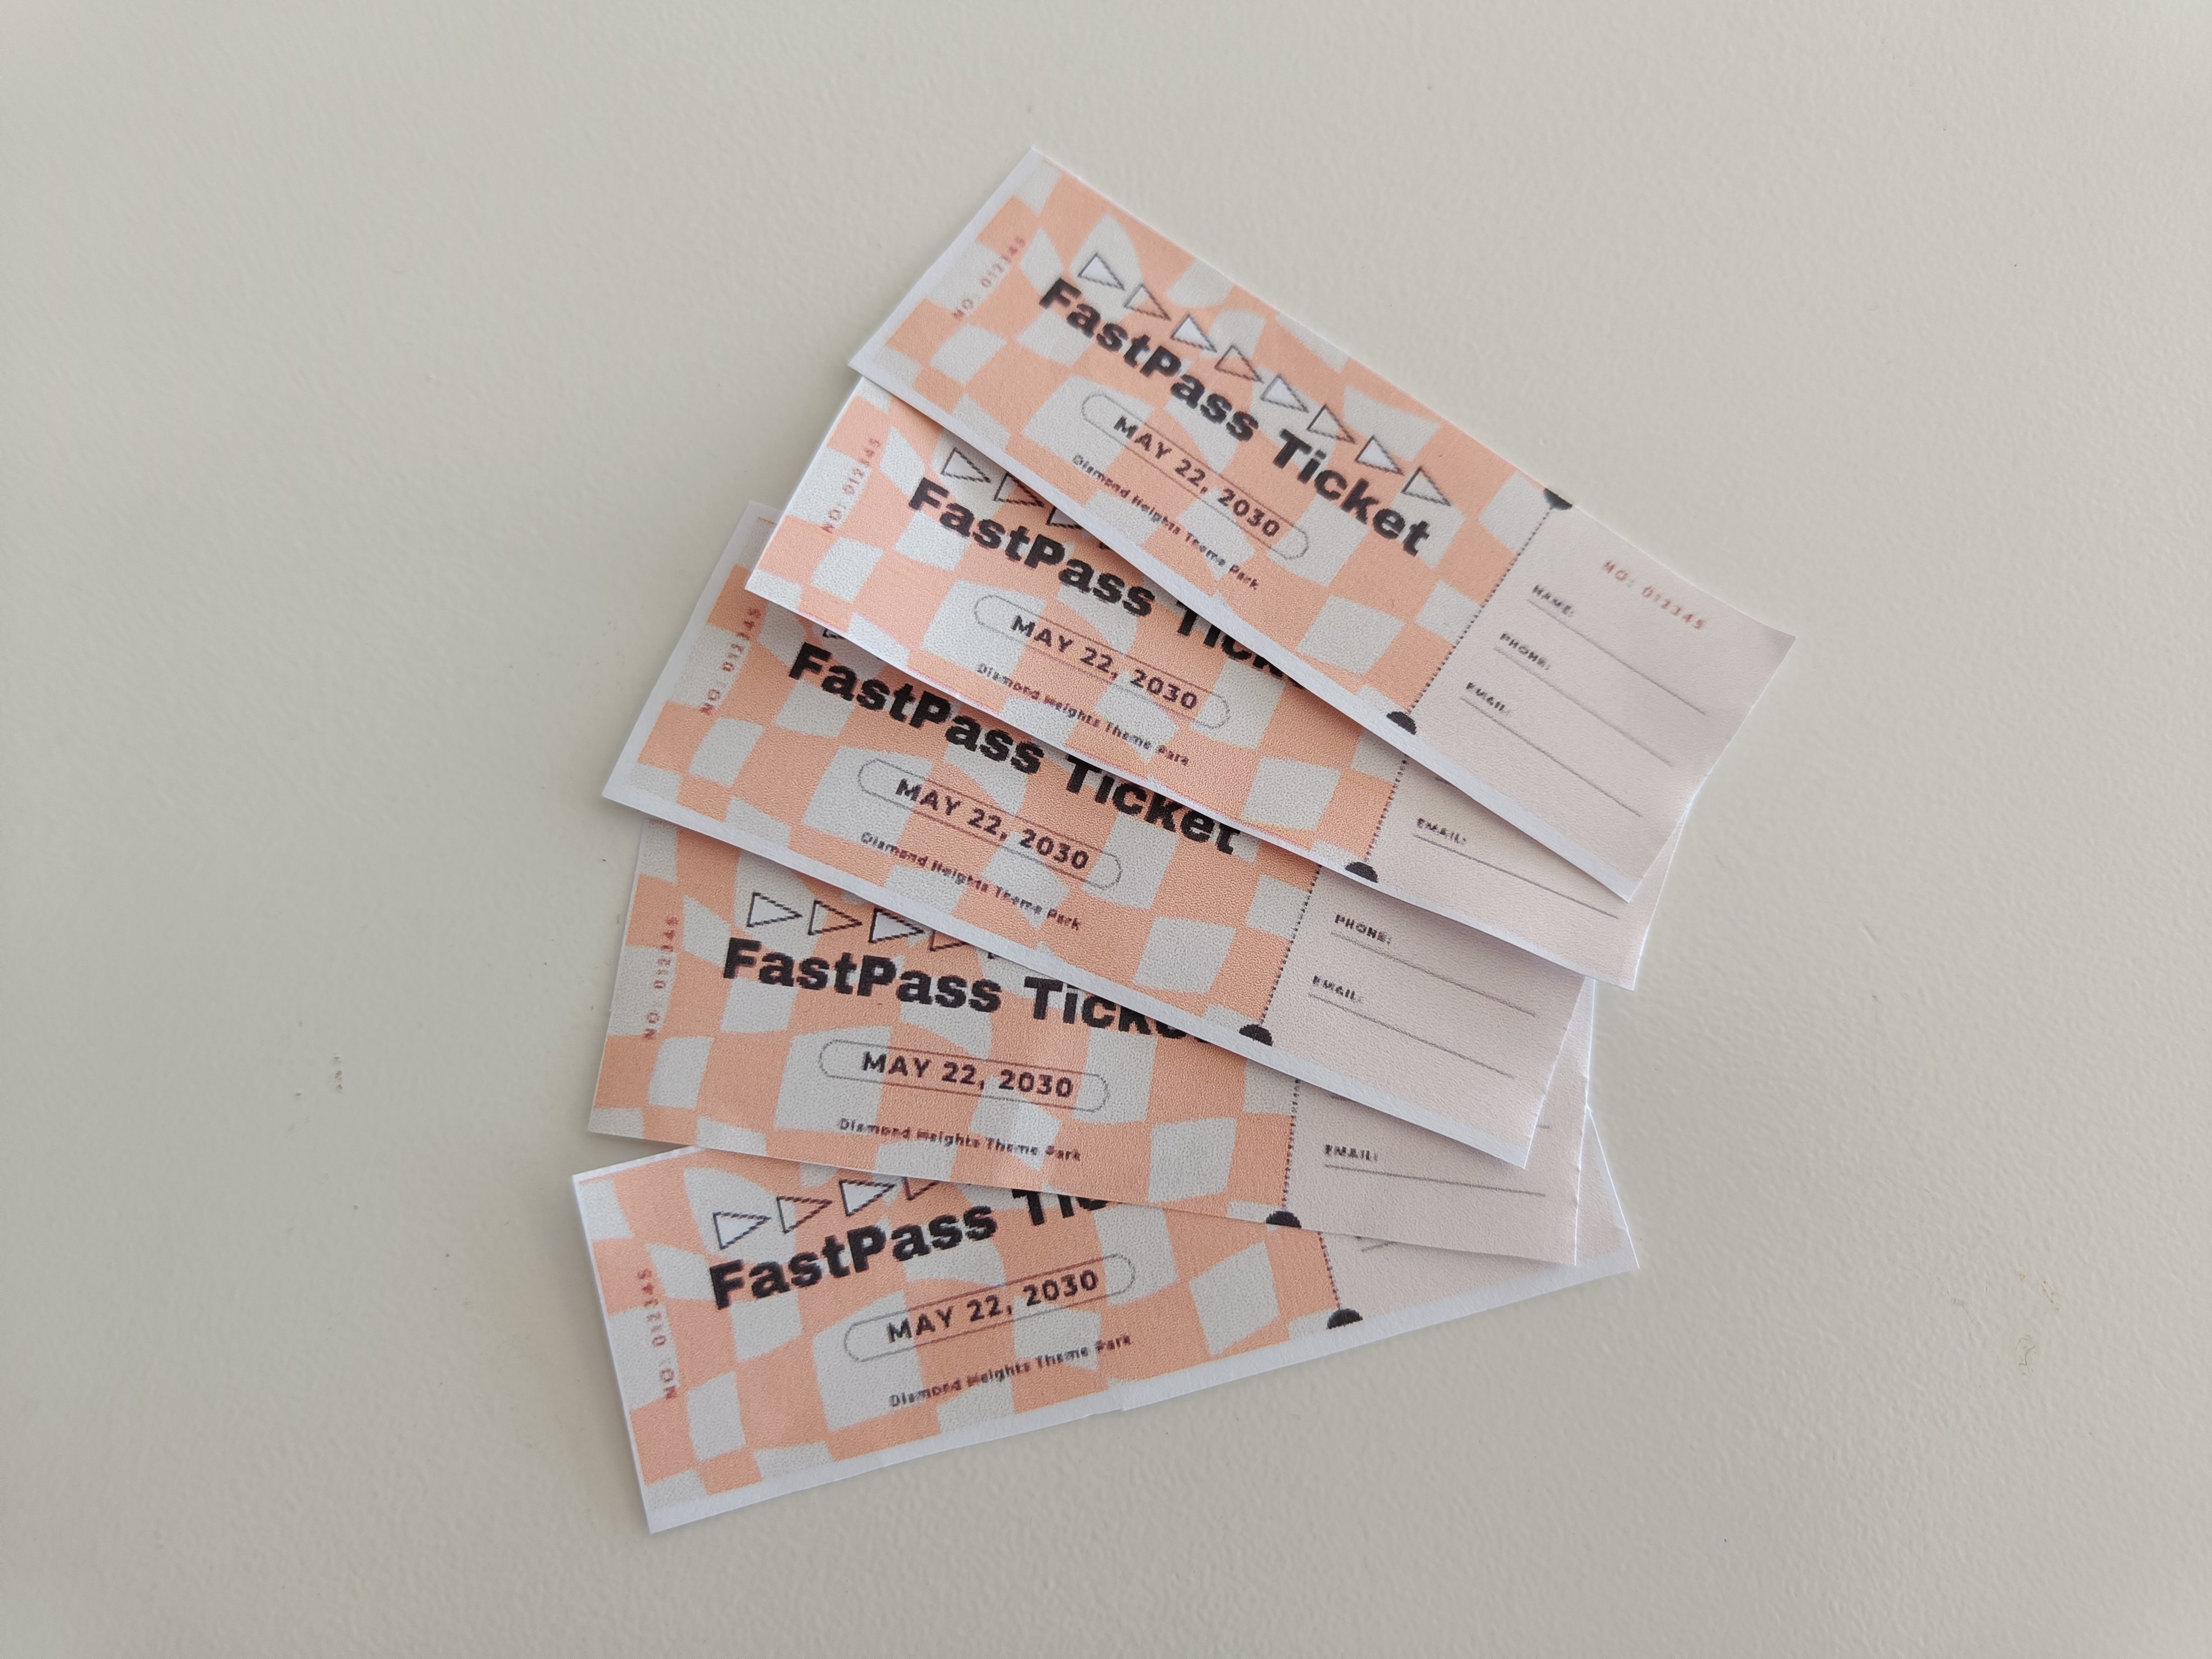 NO: 012345
FastPass Ticket
MAY 22, 2030
Diamond Heights Theme Park
NO: 012345
NAME:
PHONE:
EMAIL:
NO: 012345
FastPass Tick
MAY 22, 2030
Diamond Heights Theme Park
EMAIL:
NO: 012345
FastPass Ticket
MAY 22, 2030
Diamond Heights Theme Park
PHONE:
EMAIL:
NO: 012345
FastPass Ticke
MAY 22, 2030
Diamond Heights Theme Park
EMAIL:
NO: 012345
FastPass Tic
MAY 22, 2030
Diamond Heights Theme Park